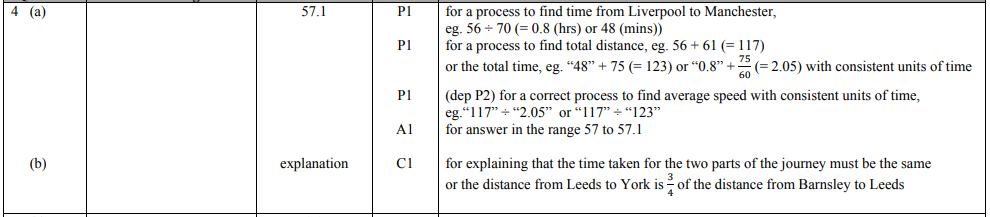 4 (a) 57.1 P1 for a process to find time from Liverpool to Manchester,
eg. 56 ÷ 70 (= 0.8 (hrs) or 48 (mins))
P1 for a process to find total distance, eg. 56 + 61 (= 117)
or the total time, eg. “48” + 75 (= 123) or “0.8” + 75/60 (= 2.05) with consistent units of time
P1 (dep P2) for a correct process to find average speed with consistent units of time,
eg.“117” ÷ “2.05” or “117” ÷ “123”
A1 for answer in the range 57 to 57.1
(b) explanation C1 for explaining that the time taken for the two parts of the journey must be the same
or the distance from Leeds to York is 3/4 of the distance from Barnsley to Leeds